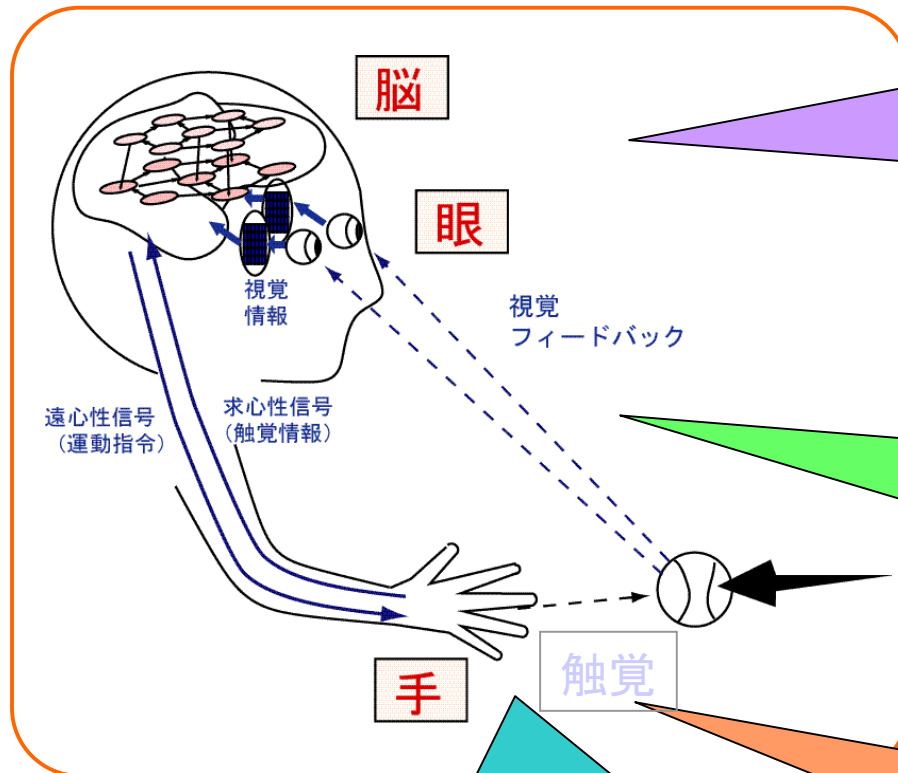 脳
眼
視覚
情報
視覚
フィードバック
遠心性信号
（運動指令）
求心性信号
（触覚情報）
手
触覚